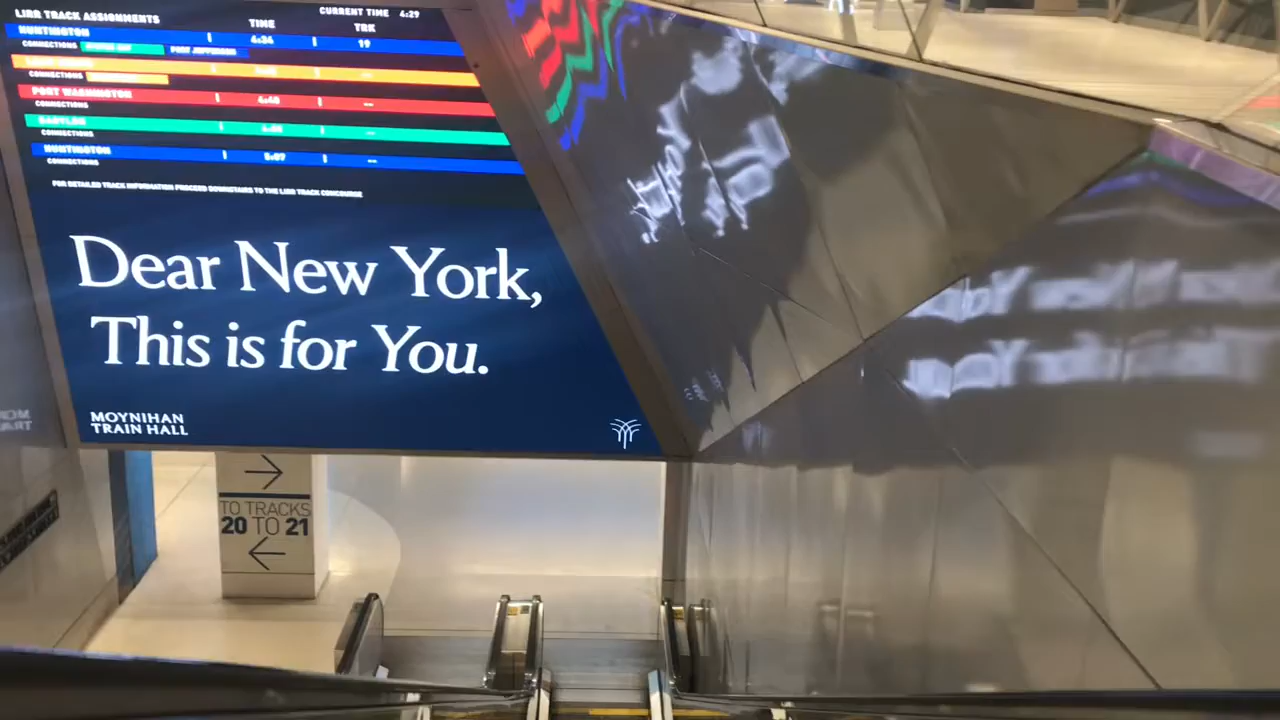 LIRR TRACK ASSIGNMENTS
CURRENT TIME 4:29
TIME TRK
HUNTINGTON 4:34 19
CONNECTIONS PORT JEFFERSON
CONNECTIONS
PORT WASHINGTON 4:40 --
CONNECTIONS
BABYLON --
CONNECTIONS
HUNTINGTON 5:07 --
CONNECTIONS
FOR DETAILED TRACK INFORMATION PROCEED DOWNSTAIRS TO THE LIRR TRACK CONCOURSE
Dear New York,
This is for You.
MOYNIHAN
TRAIN HALL
TO TRACKS
20 TO 21